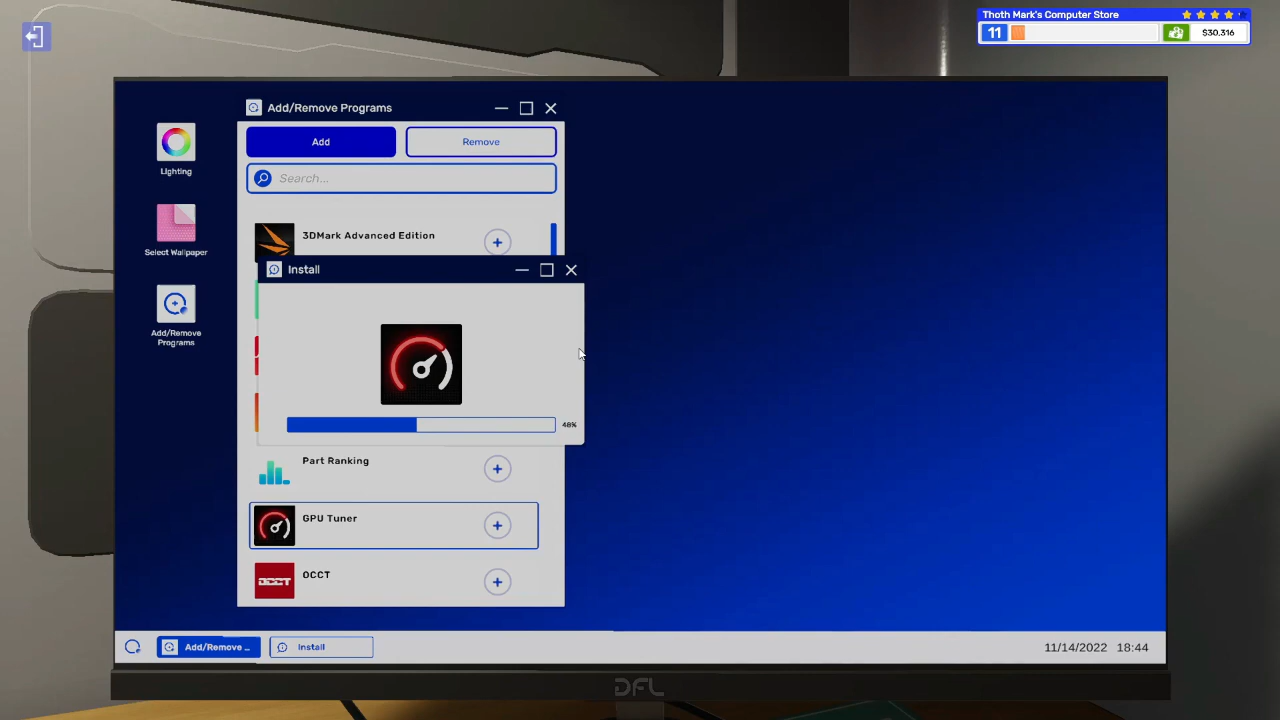 Thoth Mark's Computer Store
11
$30.316
Add/Remove Programs
Add
Remove
Search...
Lighting
3DMark Advanced Edition
Select Wallpaper
Install
Add/Remove
Programs
48%
Part Ranking
GPU Tuner
OCCT
OCCT
Add/Remove ...
Install
11/14/2022 18:44
DFL